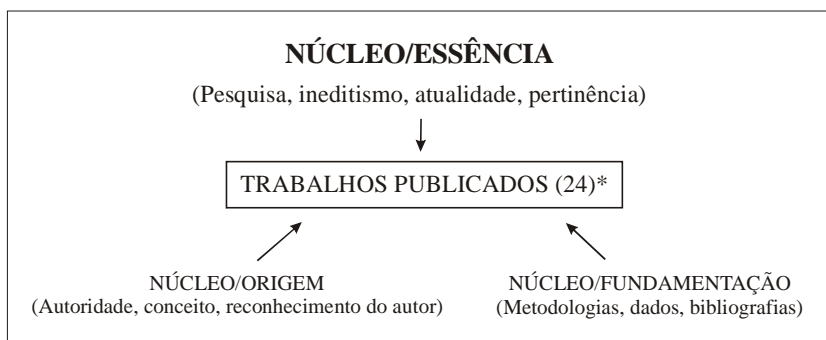 NÚCLEO/ESSÊNCIA
(Pesquisa, ineditismo, atualidade, pertinência)
TRABALHOS PUBLICADOS (24)*
NÚCLEO/ORIGEM
(Autoridade, conceito, reconhecimento do autor)
NÚCLEO/FUNDAMENTAÇÃO
(Metodologias, dados, bibliografias)